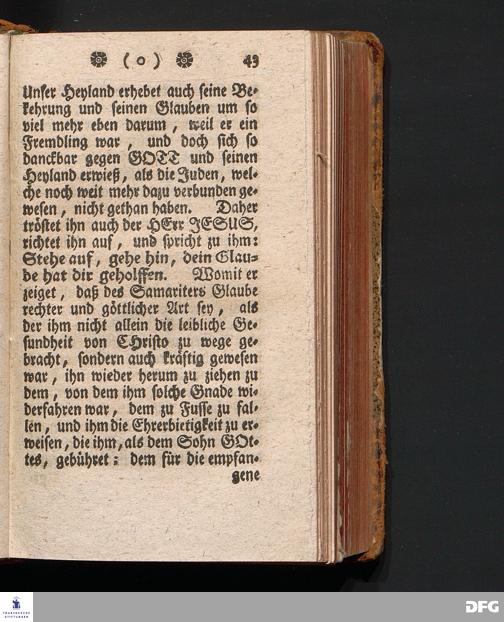 ❁ ( o ) ❁ 43
Unser Heyland erhebet auch seine Be-
kehrung und seinen Glauben um so
viel mehr eben darum, weil er ein
Fremdling war, und doch sich so
danckbar gegen GOTT und seinen
Heyland erwieß, als die Juden, wel-
che noch weit mehr dazu verbunden ge-
wesen, nicht gethan haben. Daher
tröstet ihn auch der HErr JESUS,
richtet ihn auf, und spricht zu ihm:
Stehe auf, gehe hin, dein Glau-
be hat dir geholffen. Womit er
zeiget, daß des Samariters Glaube
rechter und göttlicher Art sey, als
der ihm nicht allein die leibliche Ge-
sundheit von CHristo zu wege ge-
bracht, sondern auch kräftig gewesen
war, ihn wieder herum zu ziehen zu
dem, von dem ihm solche Gnade wi-
derfahren war, dem zu Fusse zu fal-
len, und ihm die Ehrerbietigkeit zu er-
weisen, die ihm, als dem Sohn GOt-
tes, gebühret: dem für die empfan-
gene
FRANCKESCHE
STIFTUNGEN
DFG